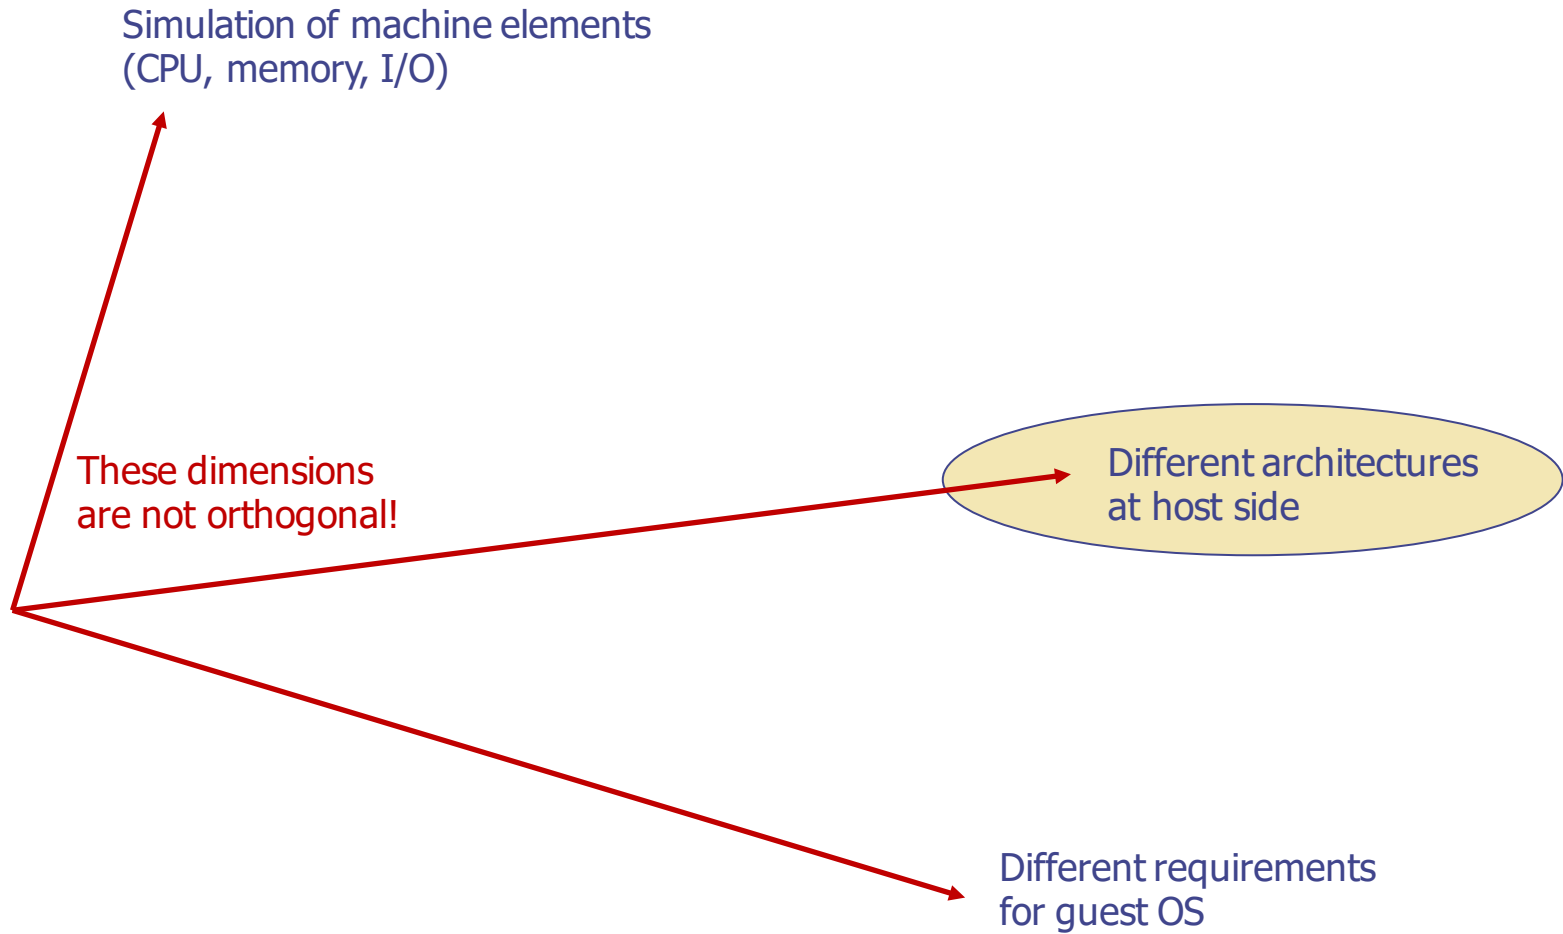 Simulation of machine elements
(CPU, memory, I/O)
These dimensions
are not orthogonal!
Different architectures
at host side
Different requirements
for guest OS